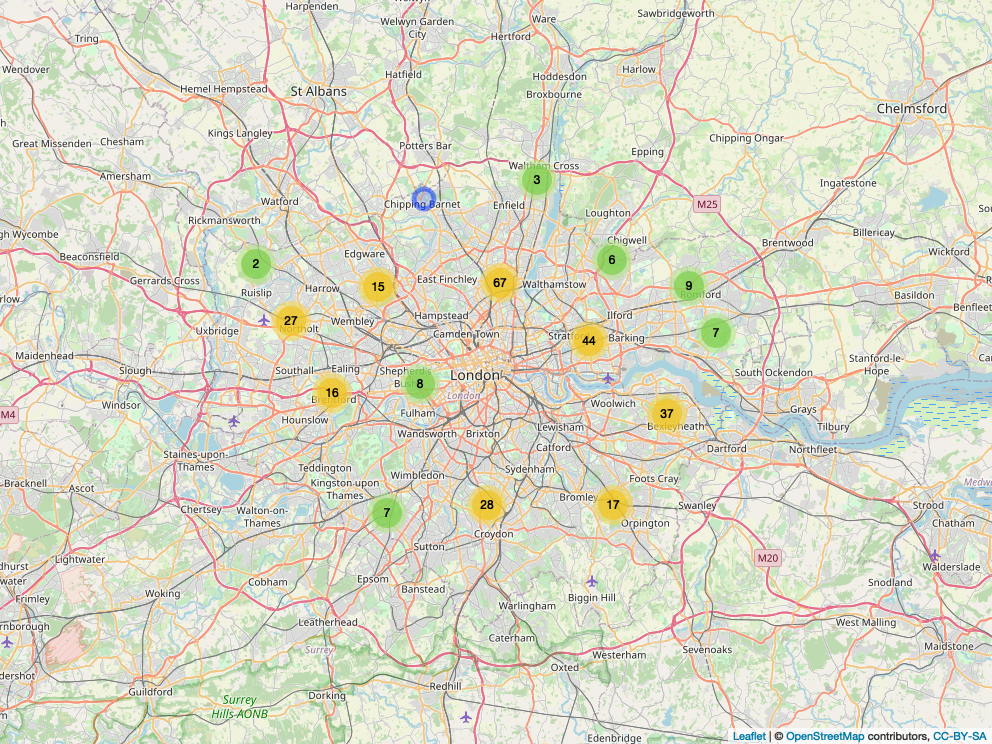 Harpenden
Welwyn Garden
City
Ware
Sawbridgeworth
Tring
Hertford
Wendover
Hatfield
Hoddesdon
Harlow
Hemel Hempstead
St Albans
Broxbourne
Chelmsford
Kings Langley
Chipping Ongar
Great Missenden
Chesham
Potters Bar
Epping
Waltham Cross
3
Amersham
Ingatestone
Watford
Chipping Barnet
Enfield
M25
Rickmansworth
Loughton
gh Wycombe
Billericay
Chigwell
Brentwood
Beaconsfield
Edgware
Wickford
2
6
Gerrards Cross
Ruislip
Harrow
15
East Finchley
67
Walthamstow
9
Romford
Basildon
Benfleet
Hampstead
Ilford
27
Northolt
Wembley
Uxbridge
Camden Town
44
Barking
7
Maidenhead
Slough
Southall
Ealing
Shepherd's
Bush
8
London
London
South Ockendon
Stanford-le-
Hope
16
Brentford
Windsor
M4
Hounslow
Fulham
Woolwich
37
Bexleyheath
Grays
Tilbury
Wandsworth
Brixton
Lewisham
Catford
Dartford
Northfleet
Staines-upon-
Thames
Teddington
Kingston-upon
Thames
Wimbledon
Sydenham
Foots Cray
Bracknell
Ascot
Chertsey
Walton-on-
Thames
7
28
Bromley
17
Swanley
Strood
Orpington
Chatham
Croydon
Sutton
Lightwater
M20
Walderslade
Cobham
Epsom
Banstead
Biggin Hill
Snodland
Frimley
Woking
Warlingham
Leatherhead
West Malling
Surrey
Caterham
Westerham
Sevenoaks
Maidstone
Oxted
Guildford
Dorking
Redhill
Surrey
Hills AONB
Edenbridge
Leaflet | © OpenStreetMap contributors, CC-BY-SA